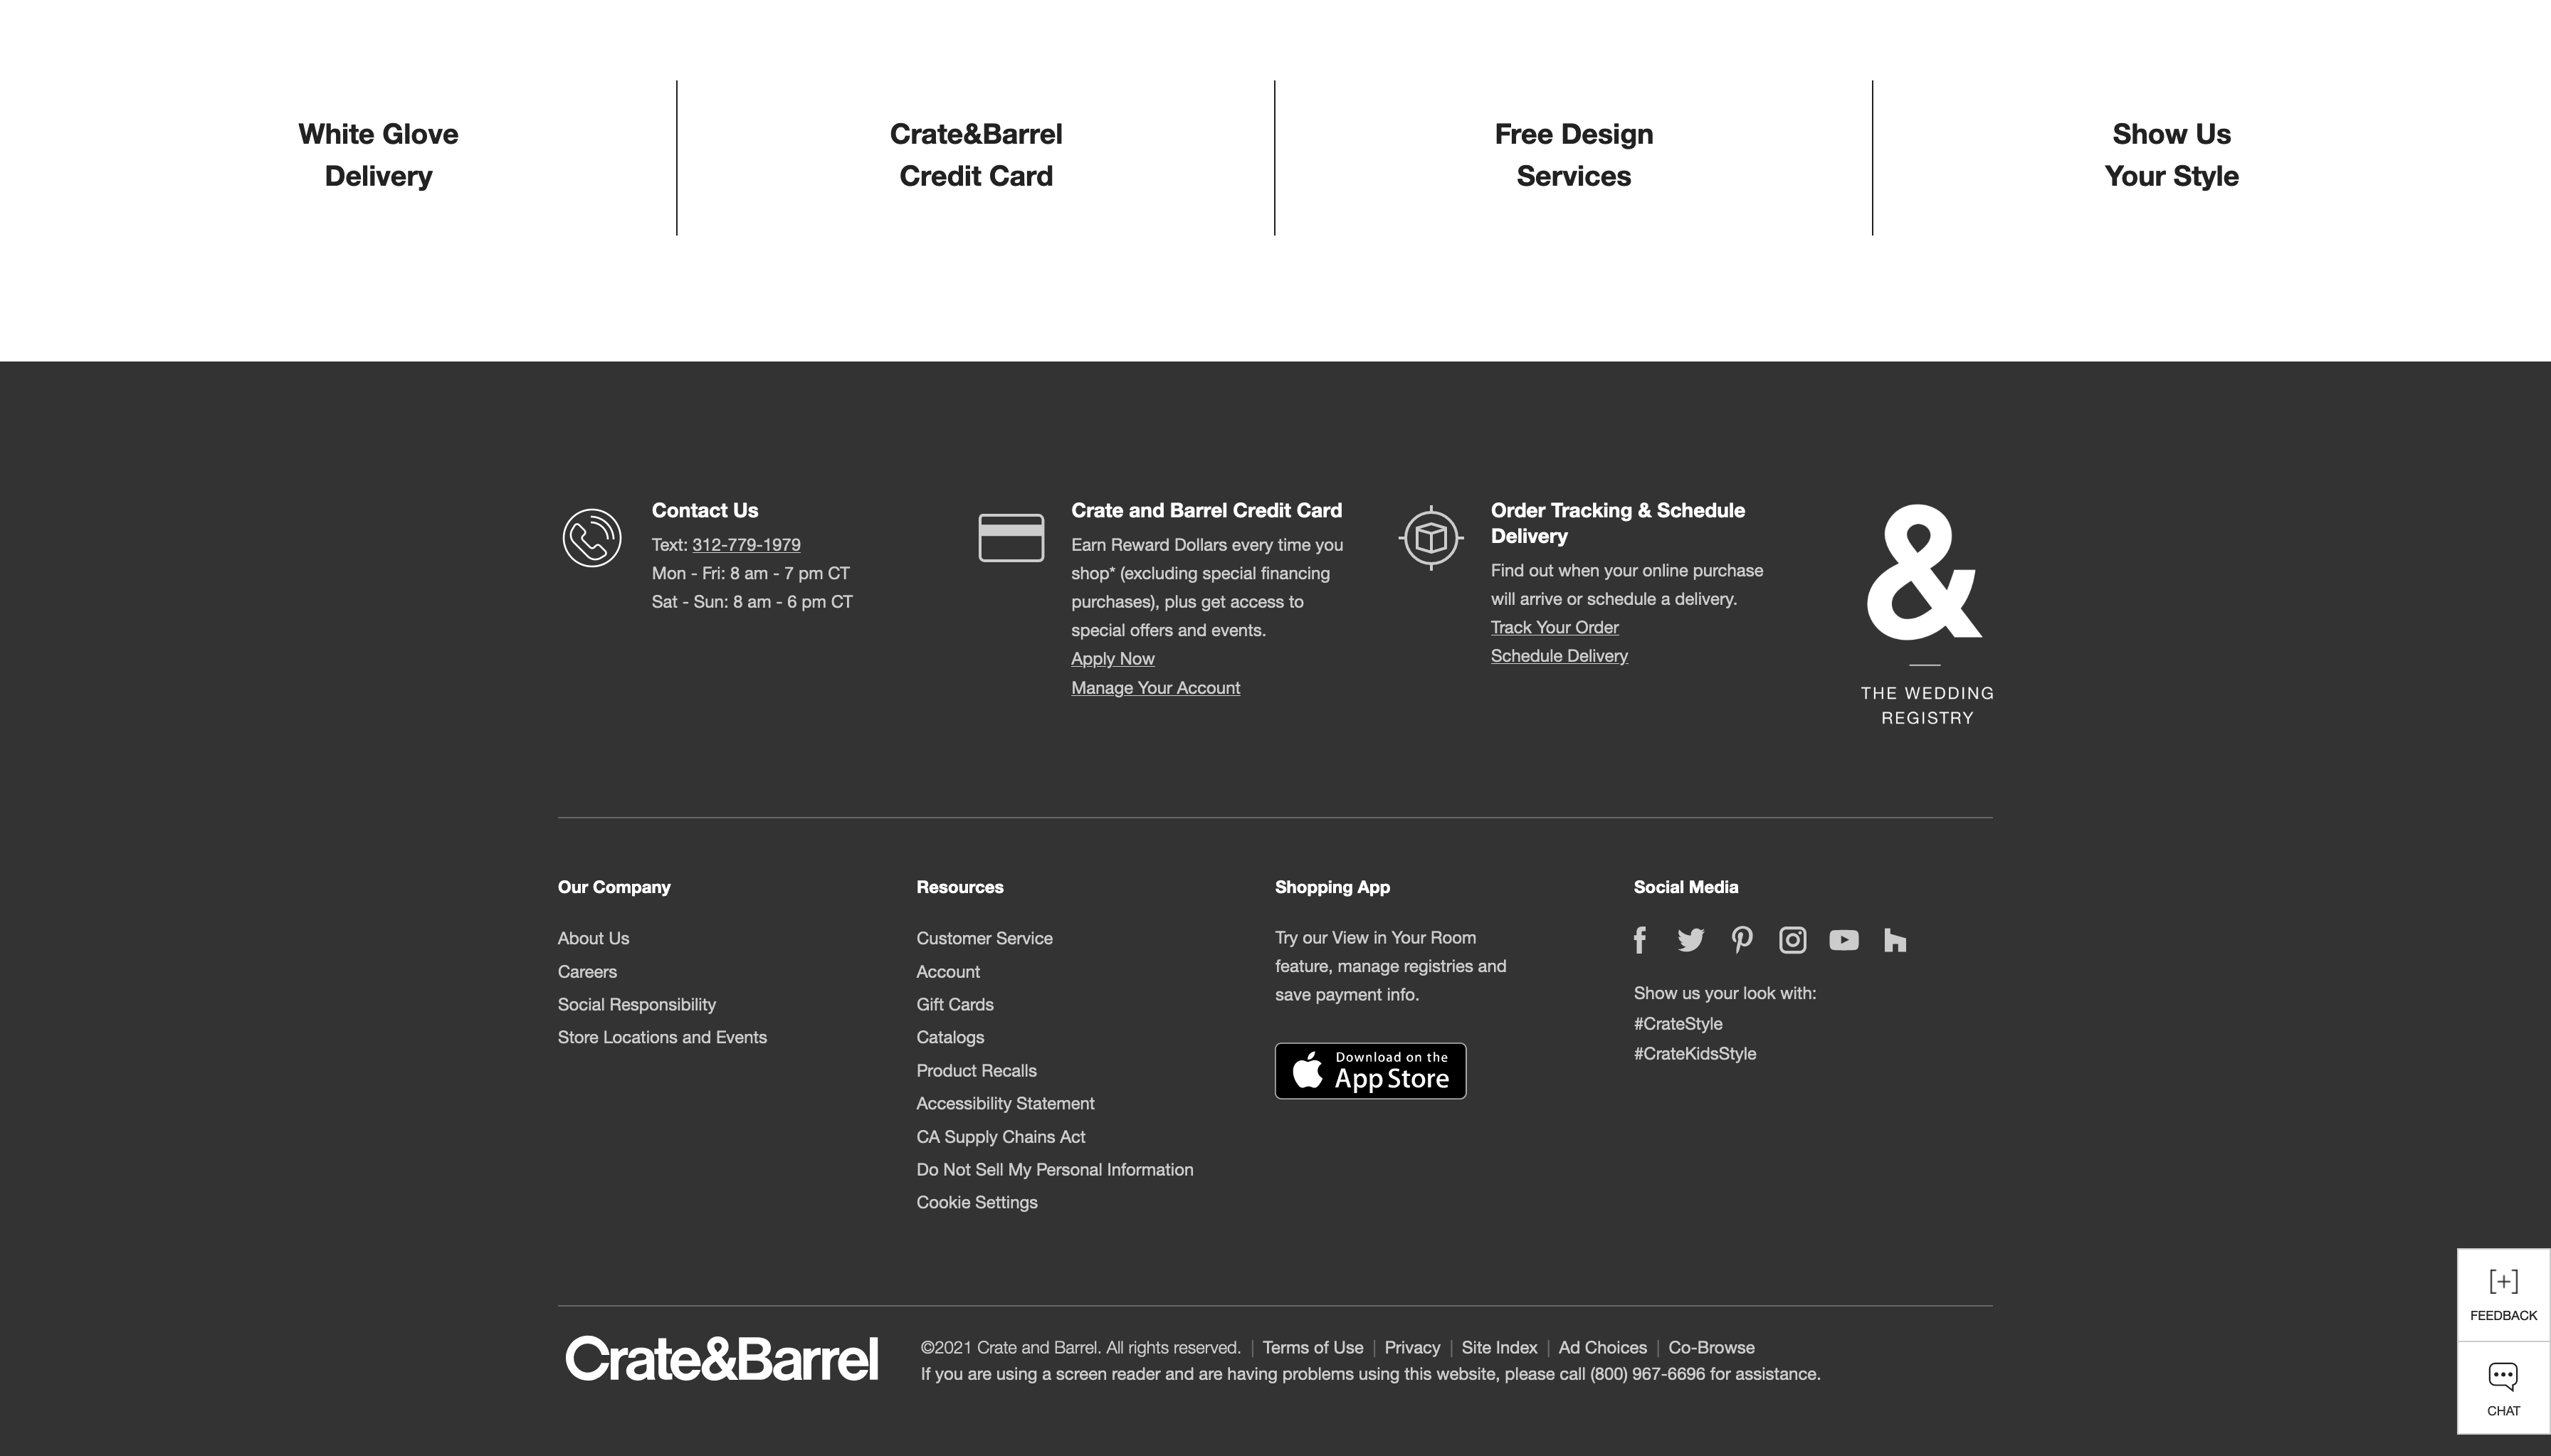 White Glove
Delivery
Crate&Barrel
Credit Card
Free Design
Services
Show Us
Your Style
Contact Us
Text: 312-779-1979
Mon - Fri: 8 am - 7 pm CT
Sat - Sun: 8 am - 6 pm CT
Crate and Barrel Credit Card
Earn Reward Dollars every time you
shop* (excluding special financing
purchases), plus get access to
special offers and events.
Apply Now
Manage Your Account
Order Tracking & Schedule
Delivery
Find out when your online purchase
will arrive or schedule a delivery.
Track Your Order
Schedule Delivery
&
THE WEDDING
REGISTRY
Our Company
About Us
Careers
Social Responsibility
Store Locations and Events
Resources
Customer Service
Account
Gift Cards
Catalogs
Product Recalls
Accessibility Statement
CA Supply Chains Act
Do Not Sell My Personal Information
Cookie Settings
Shopping App
Try our View in Your Room
feature, manage registries and
save payment info.
Download on the
App Store
Social Media
Show us your look with:
#CrateStyle
#CrateKidsStyle
[+]
FEEDBACK
CHAT
Crate&Barrel
©2021 Crate and Barrel. All rights reserved. | Terms of Use | Privacy | Site Index | Ad Choices | Co-Browse
If you are using a screen reader and are having problems using this website, please call (800) 967-6696 for assistance.